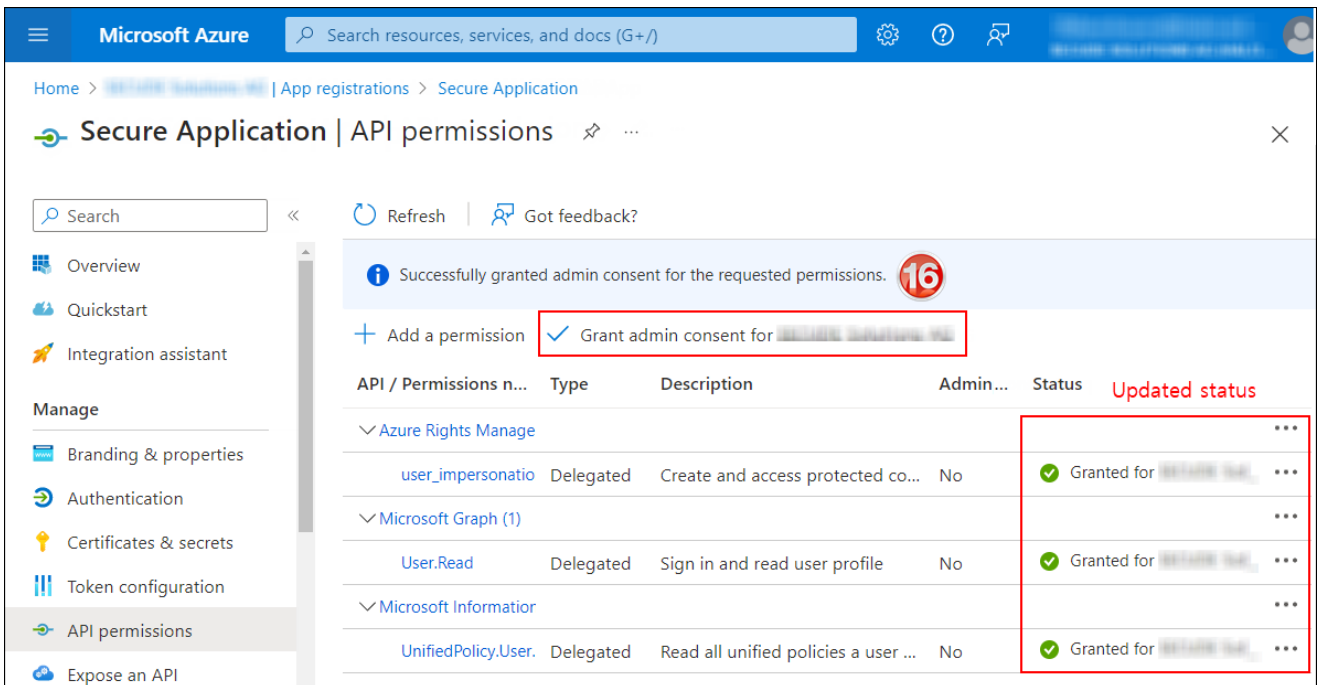 Microsoft Azure
Search resources, services, and docs (G+/)
Home > | App registrations > Secure Application
Secure Application | API permissions
Search
Refresh
Got feedback?
Overview
Quickstart
Integration assistant
Manage
Branding & properties
Authentication
Certificates & secrets
Token configuration
API permissions
Expose an API
Successfully granted admin consent for the requested permissions. 16
Add a permission
Grant admin consent for
API / Permissions n... Type Description Admin... Status
Updated status
Azure Rights Manage
user_impersonatio Delegated Create and access protected co... No Granted for
Microsoft Graph (1)
User.Read Delegated Sign in and read user profile No Granted for
Microsoft Information
UnifiedPolicy.User. Delegated Read all unified policies a user ... No Granted for